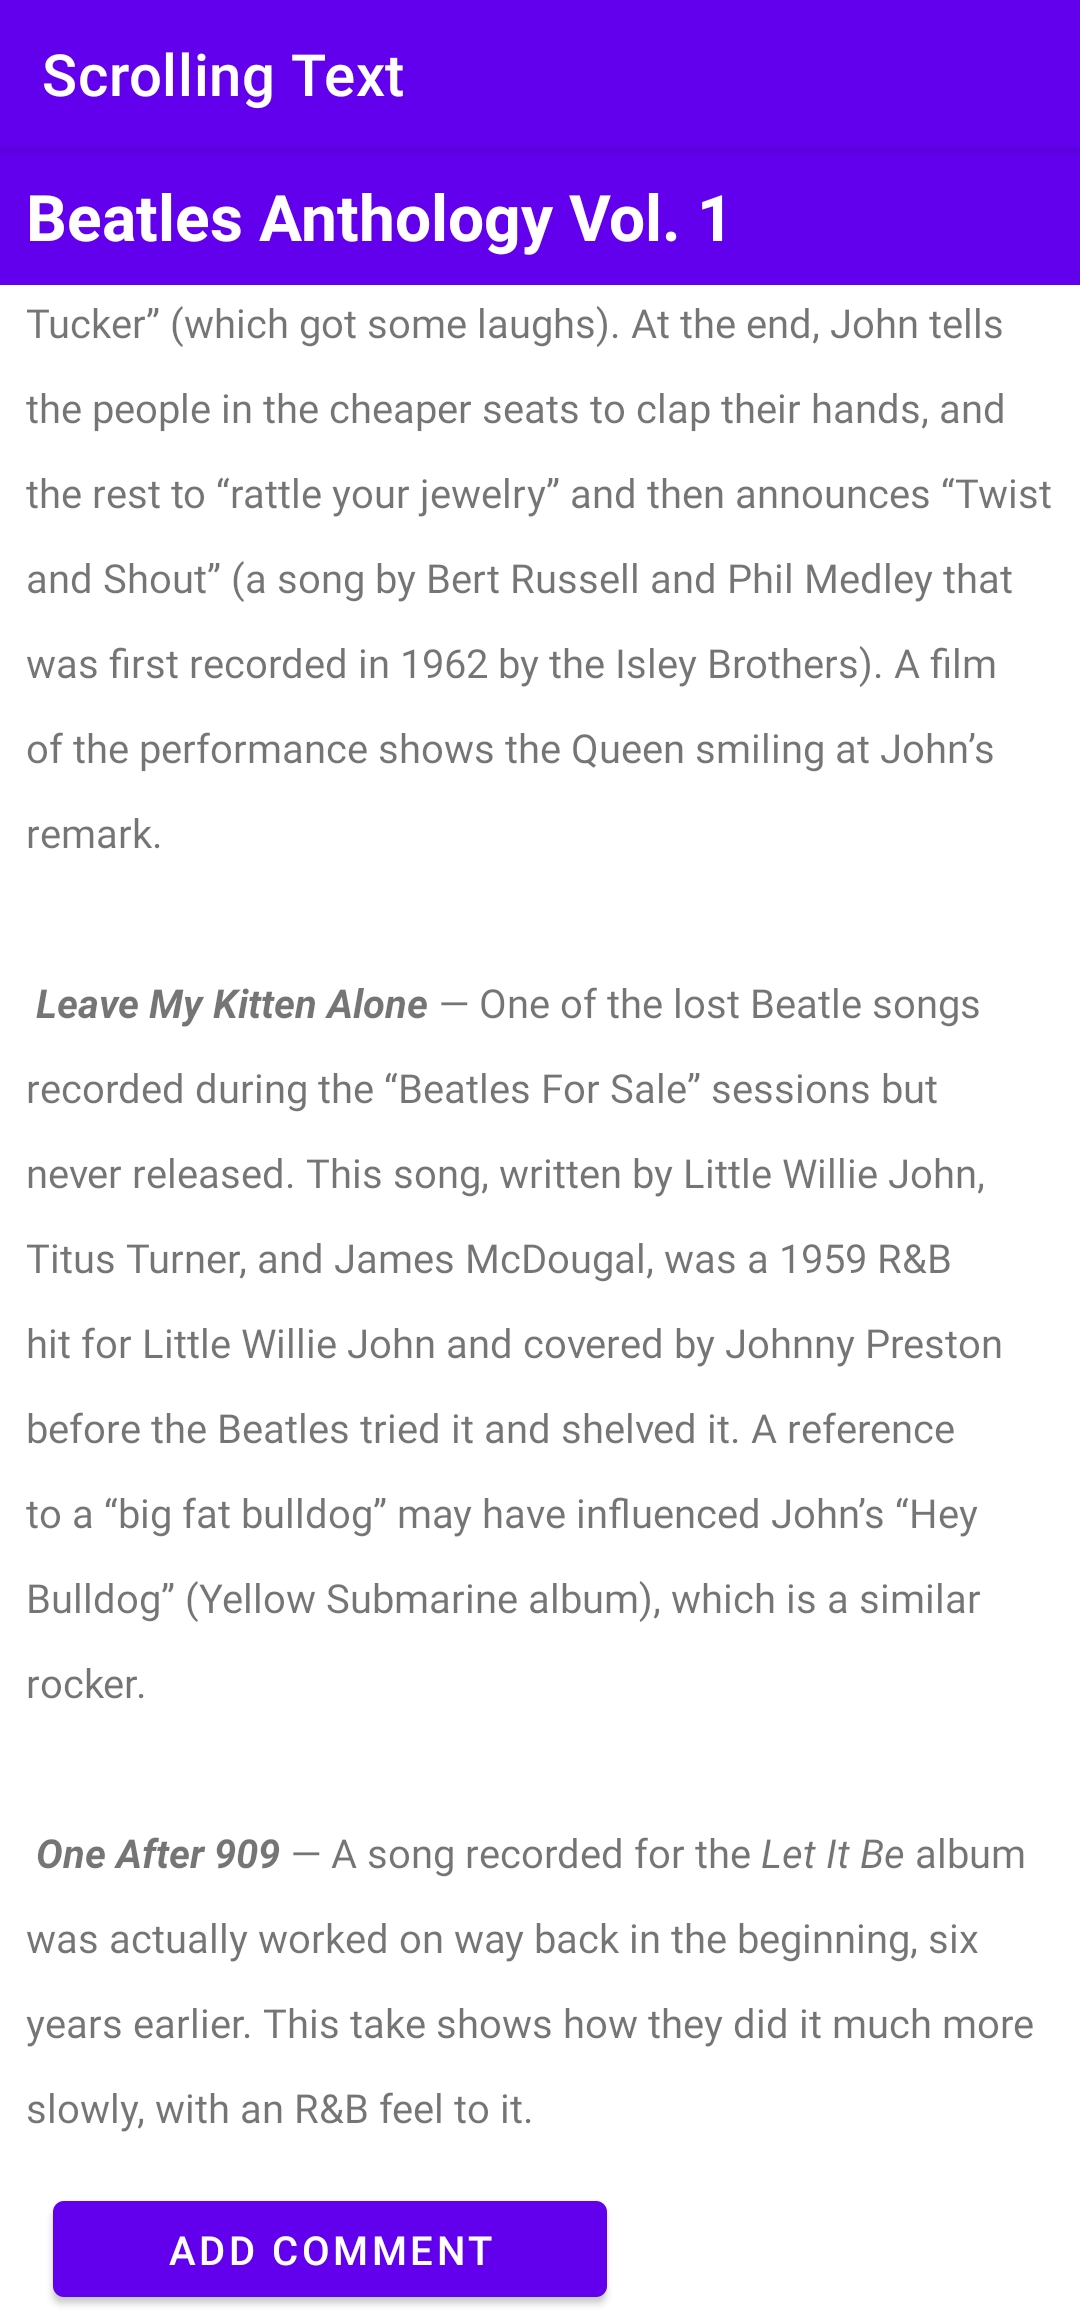 Scrolling Text
Beatles Anthology Vol. 1
Tucker” (which got some laughs). At the end, John tells
the people in the cheaper seats to clap their hands, and
the rest to “rattle your jewelry” and then announces “Twist
and Shout” (a song by Bert Russell and Phil Medley that
was first recorded in 1962 by the Isley Brothers). A film
of the performance shows the Queen smiling at John’s
remark.
Leave My Kitten Alone — One of the lost Beatle songs
recorded during the “Beatles For Sale” sessions but
never released. This song, written by Little Willie John,
Titus Turner, and James McDougal, was a 1959 R&B
hit for Little Willie John and covered by Johnny Preston
before the Beatles tried it and shelved it. A reference
to a “big fat bulldog” may have influenced John’s “Hey
Bulldog” (Yellow Submarine album), which is a similar
rocker.
One After 909 — A song recorded for the Let It Be album
was actually worked on way back in the beginning, six
years earlier. This take shows how they did it much more
slowly, with an R&B feel to it.
ADD COMMENT